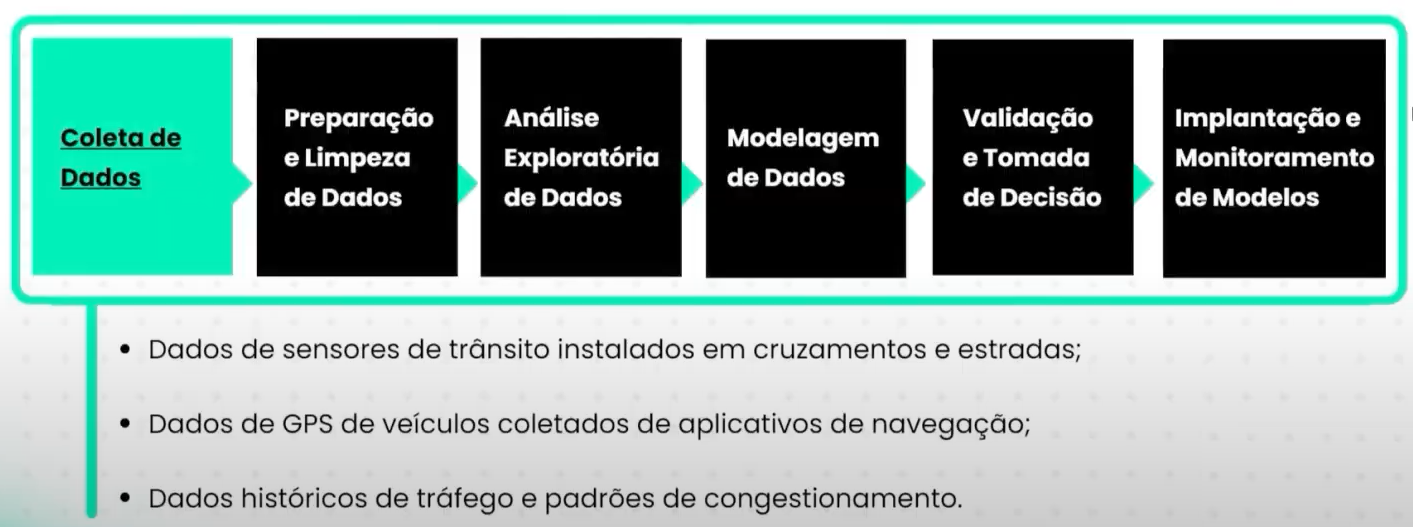 Coleta de
Dados
Preparação
e Limpeza
de Dados
Análise
Exploratória
de Dados
Modelagem
de Dados
Validação
e Tomada
de Decisão
Implantação e
Monitoramento
de Modelos
• Dados de sensores de trânsito instalados em cruzamentos e estradas;
• Dados de GPS de veículos coletados de aplicativos de navegação;
• Dados históricos de tráfego e padrões de congestionamento.